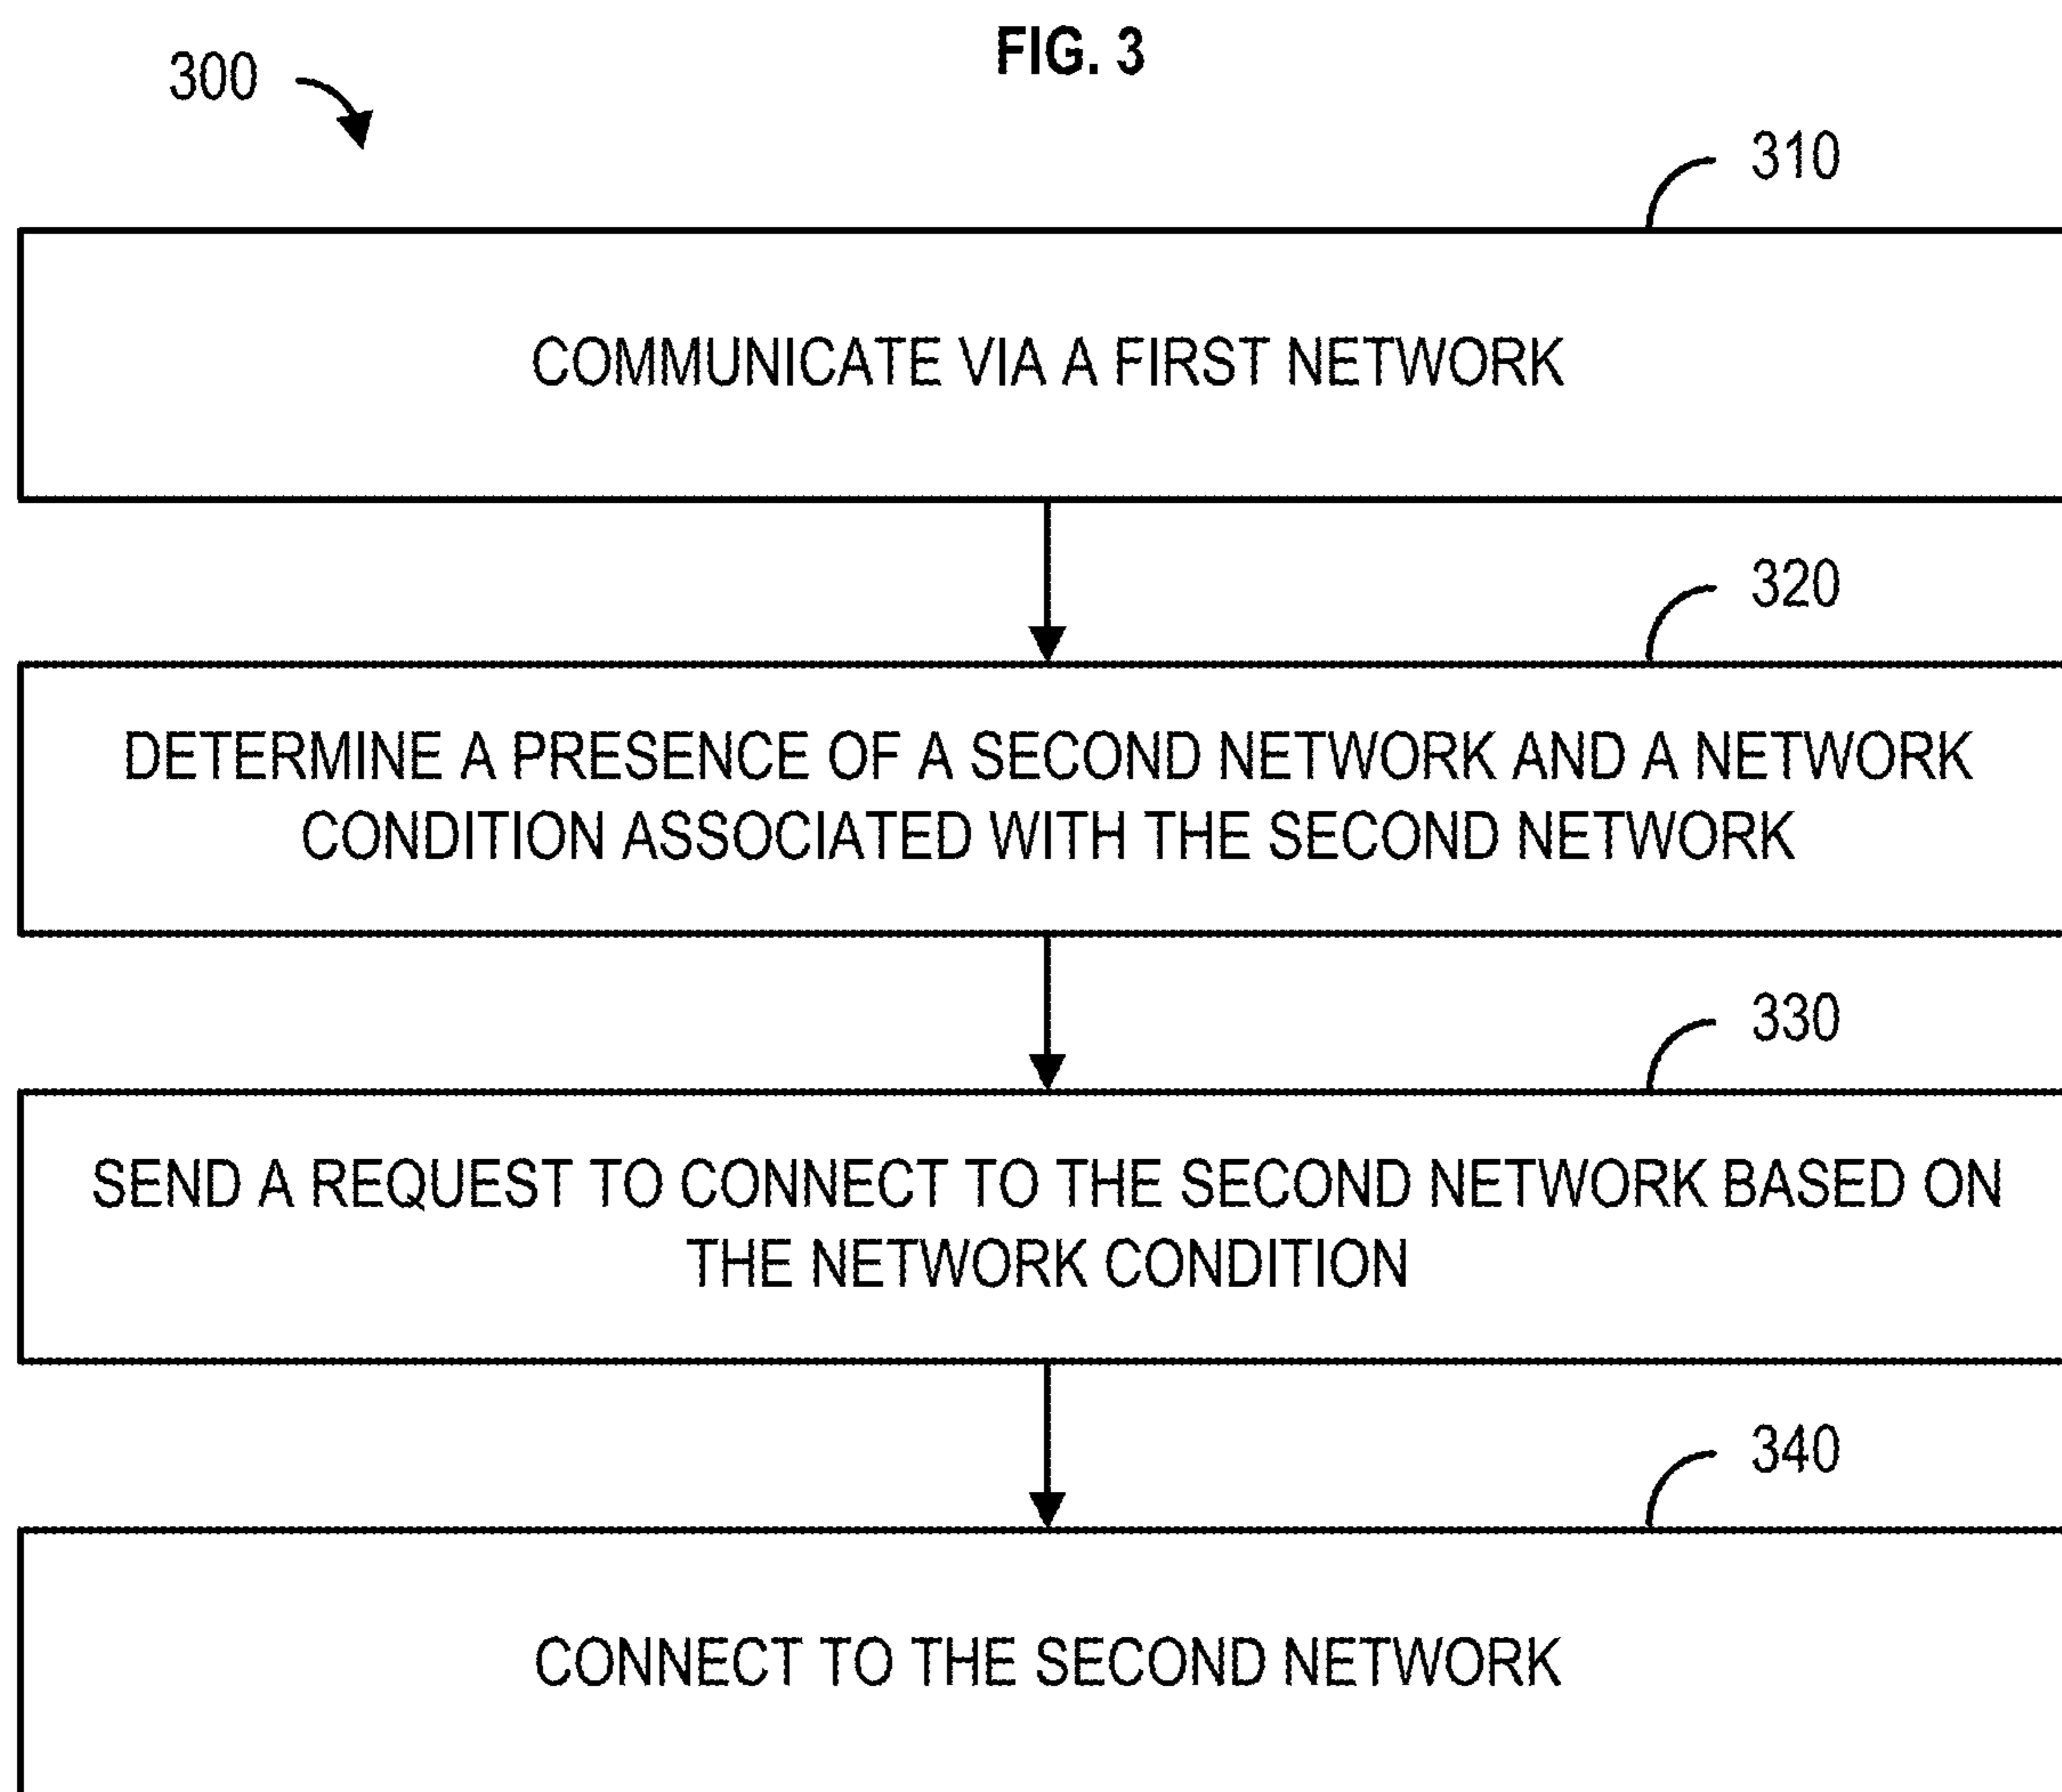 FIG. 3
300
310
COMMUNICATE VIA A FIRST NETWORK
320
DETERMINE A PRESENCE OF A SECOND NETWORK AND A NETWORK
CONDITION ASSOCIATED WITH THE SECOND NETWORK
330
SEND A REQUEST TO CONNECT TO THE SECOND NETWORK BASED ON
THE NETWORK CONDITION
340
CONNECT TO THE SECOND NETWORK